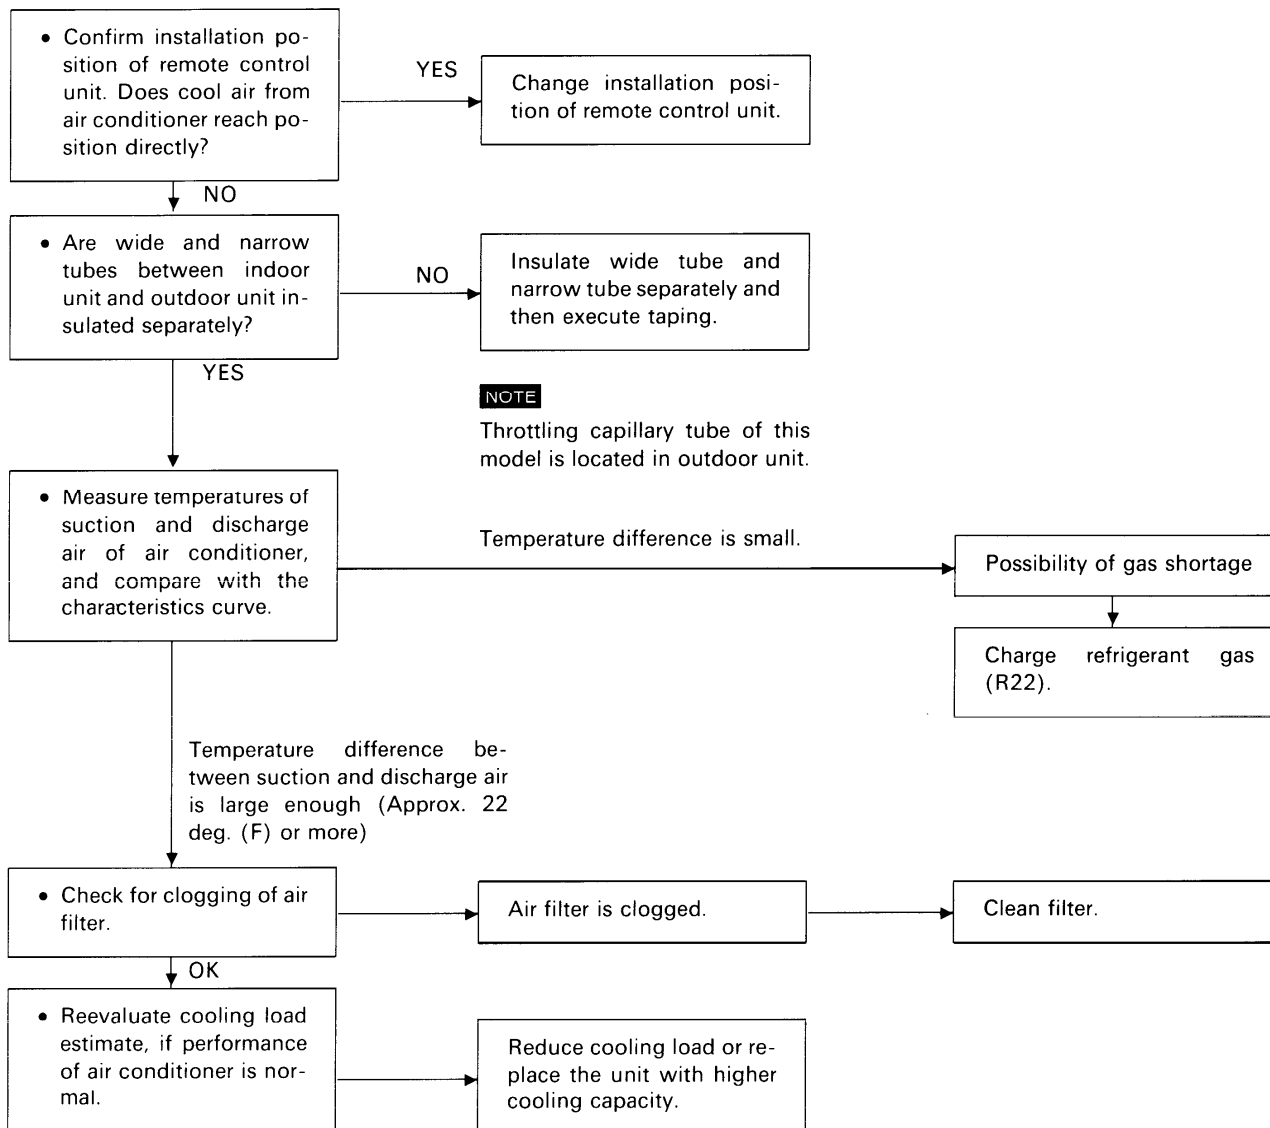 • Confirm installation po-
sition of remote control
unit. Does cool air from
air conditioner reach po-
sition directly?
YES
Change installation posi-
tion of remote control unit.
NO
• Are wide and narrow
tubes between indoor
unit and outdoor unit in-
sulated separately?
NO
Insulate wide tube and
narrow tube separately and
then execute taping.
YES
NOTE
Throttling capillary tube of this
model is located in outdoor unit.
• Measure temperatures of
suction and discharge
air of air conditioner,
and compare with the
characteristics curve.
Temperature difference is small.
Possibility of gas shortage
Charge refrigerant gas
(R22).
Temperature difference be-
tween suction and discharge air
is large enough (Approx. 22
deg. (F) or more)
• Check for clogging of air
filter.
Air filter is clogged.
Clean filter.
OK
• Reevaluate cooling load
estimate, if performance
of air conditioner is nor-
mal.
Reduce cooling load or re-
place the unit with higher
cooling capacity.